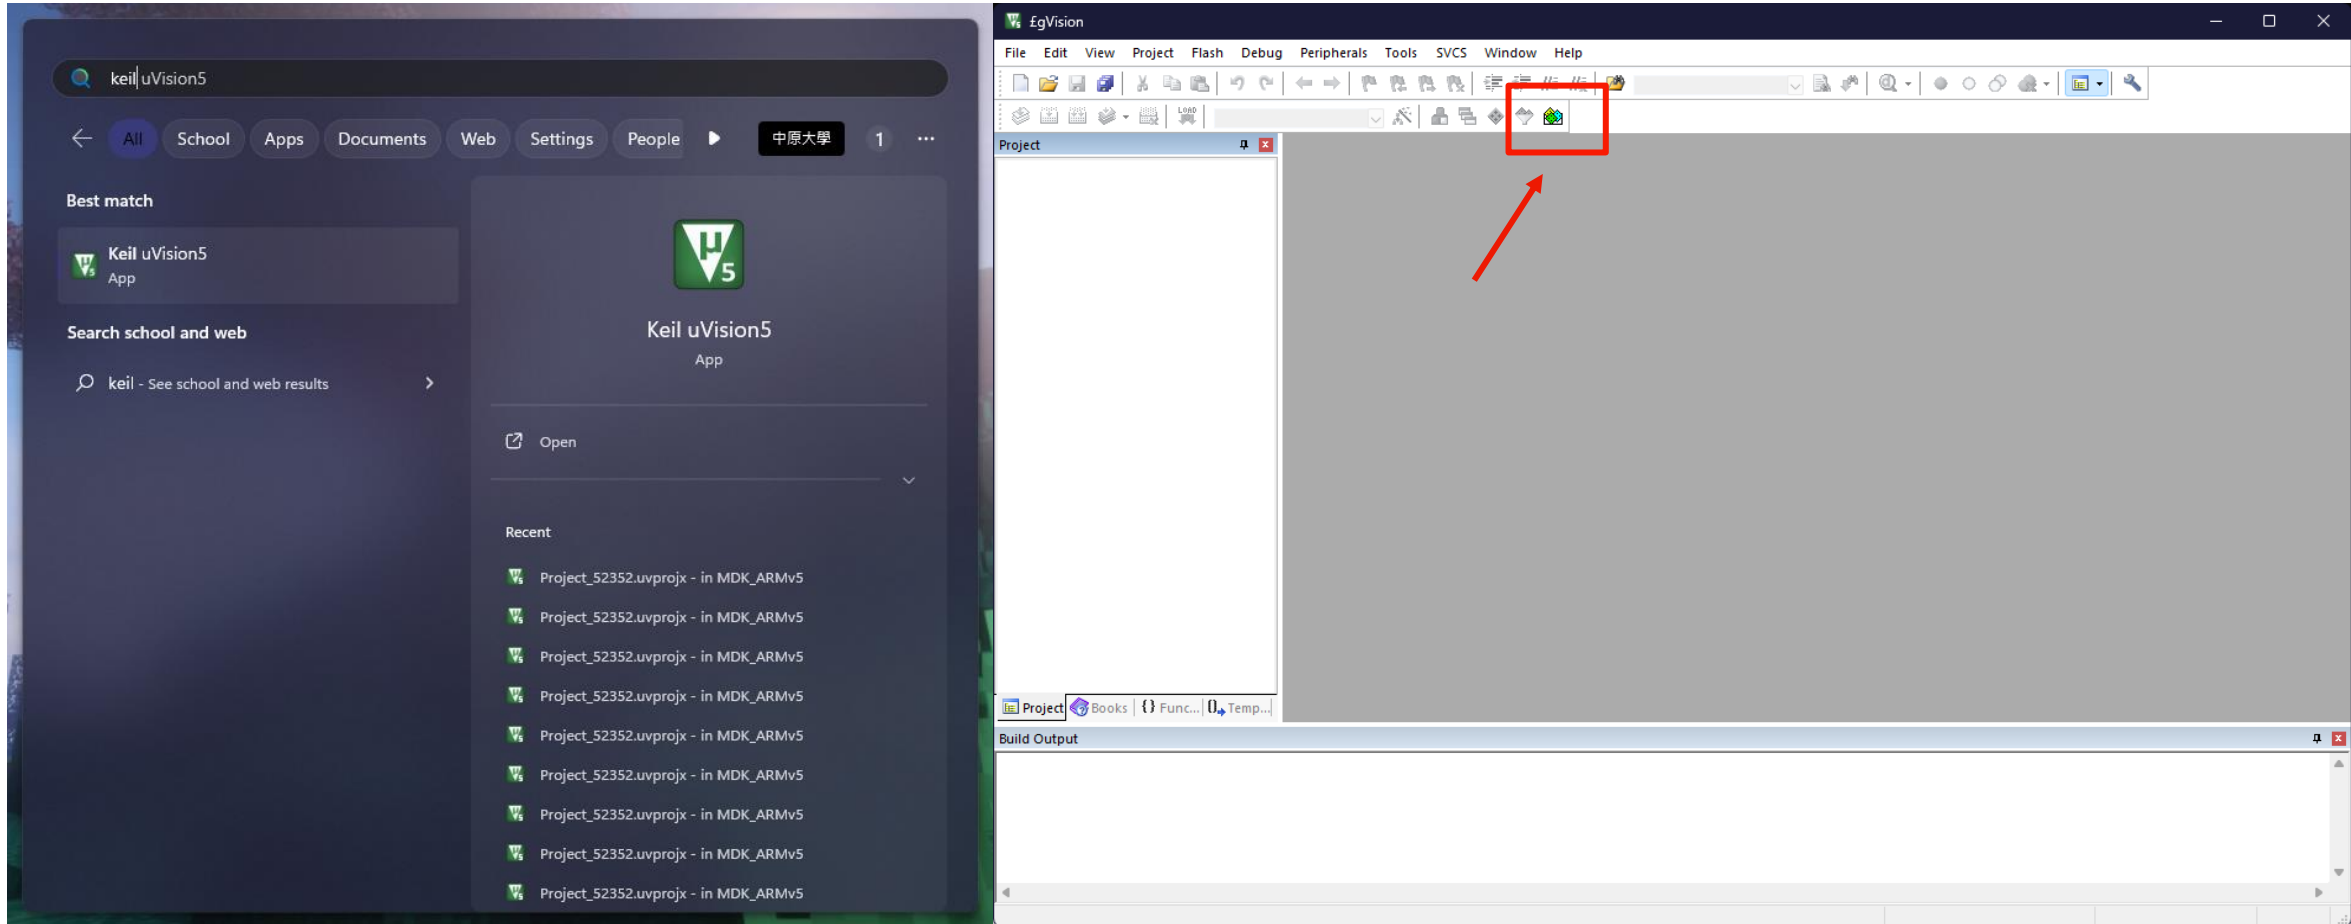 keil uVision5
All School Apps Documents Web Settings People 中原大學 1
Best match
Keil uVision5
App
Search school and web
keil - See school and web results
µ5
Keil uVision5
App
Open
Recent
Project_52352.uvprojx - in MDK_ARMv5
Project_52352.uvprojx - in MDK_ARMv5
Project_52352.uvprojx - in MDK_ARMv5
Project_52352.uvprojx - in MDK_ARMv5
Project_52352.uvprojx - in MDK_ARMv5
Project_52352.uvprojx - in MDK_ARMv5
Project_52352.uvprojx - in MDK_ARMv5
Project_52352.uvprojx - in MDK_ARMv5
Project_52352.uvprojx - in MDK_ARMv5
£gVision
File Edit View Project Flash Debug Peripherals Tools SVCS Window Help
LOAD
Project
Project Books {} Func... Temp...
Build Output